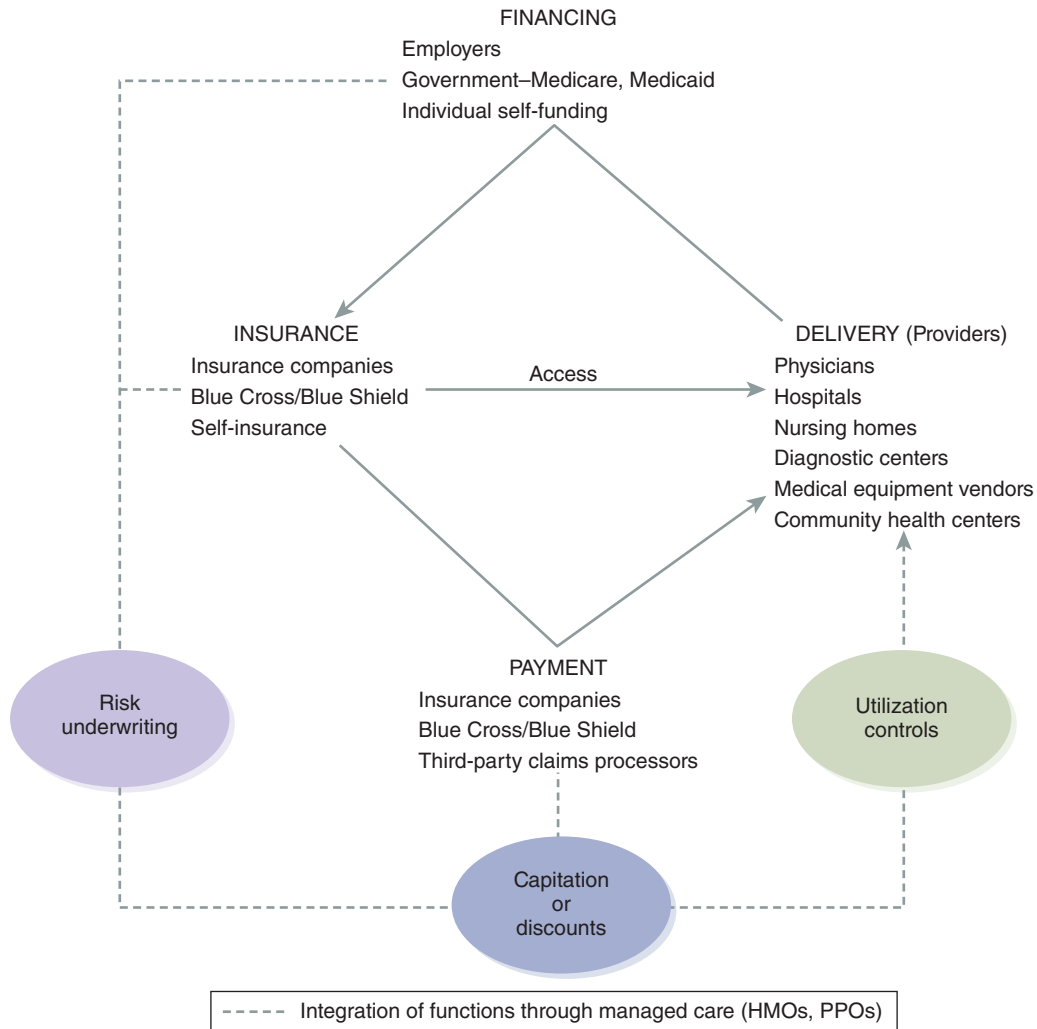 FINANCING
Employers
Government–Medicare, Medicaid
Individual self-funding
INSURANCE
Insurance companies
Blue Cross/Blue Shield
Self-insurance
Access
DELIVERY (Providers)
Physicians
Hospitals
Nursing homes
Diagnostic centers
Medical equipment vendors
Community health centers
Risk
underwriting
PAYMENT
Insurance companies
Blue Cross/Blue Shield
Third-party claims processors
Utilization
controls
Capitation
or
discounts
Integration of functions through managed care (HMOs, PPOs)